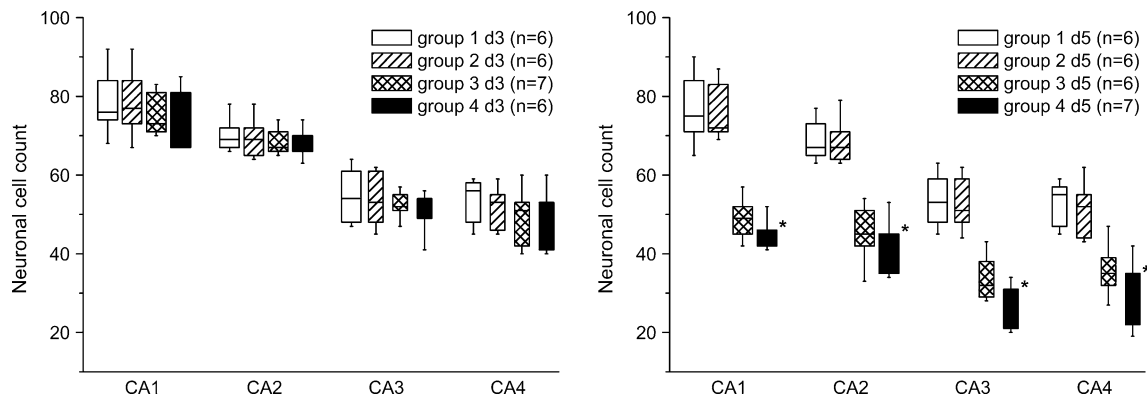 Neuronal cell count
100
80
60
40
20
group 1 d3 (n=6)
group 2 d3 (n=6)
group 3 d3 (n=7)
group 4 d3 (n=6)
CA1 CA2 CA3 CA4
Neuronal cell count
100
80
60
40
20
group 1 d5 (n=6)
group 2 d5 (n=6)
group 3 d5 (n=6)
group 4 d5 (n=7)
*
*
*
*
CA1 CA2 CA3 CA4